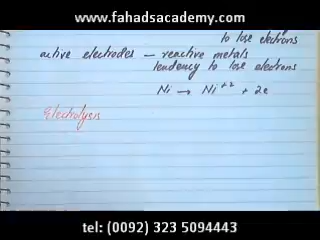 www.fahadsacademy.com
to lose electrons
active electrodes — reactive metals
tendency to lose electrons
Ni → Ni⁺² + 2e
Electrolysis
tel: (0092) 323 5094443